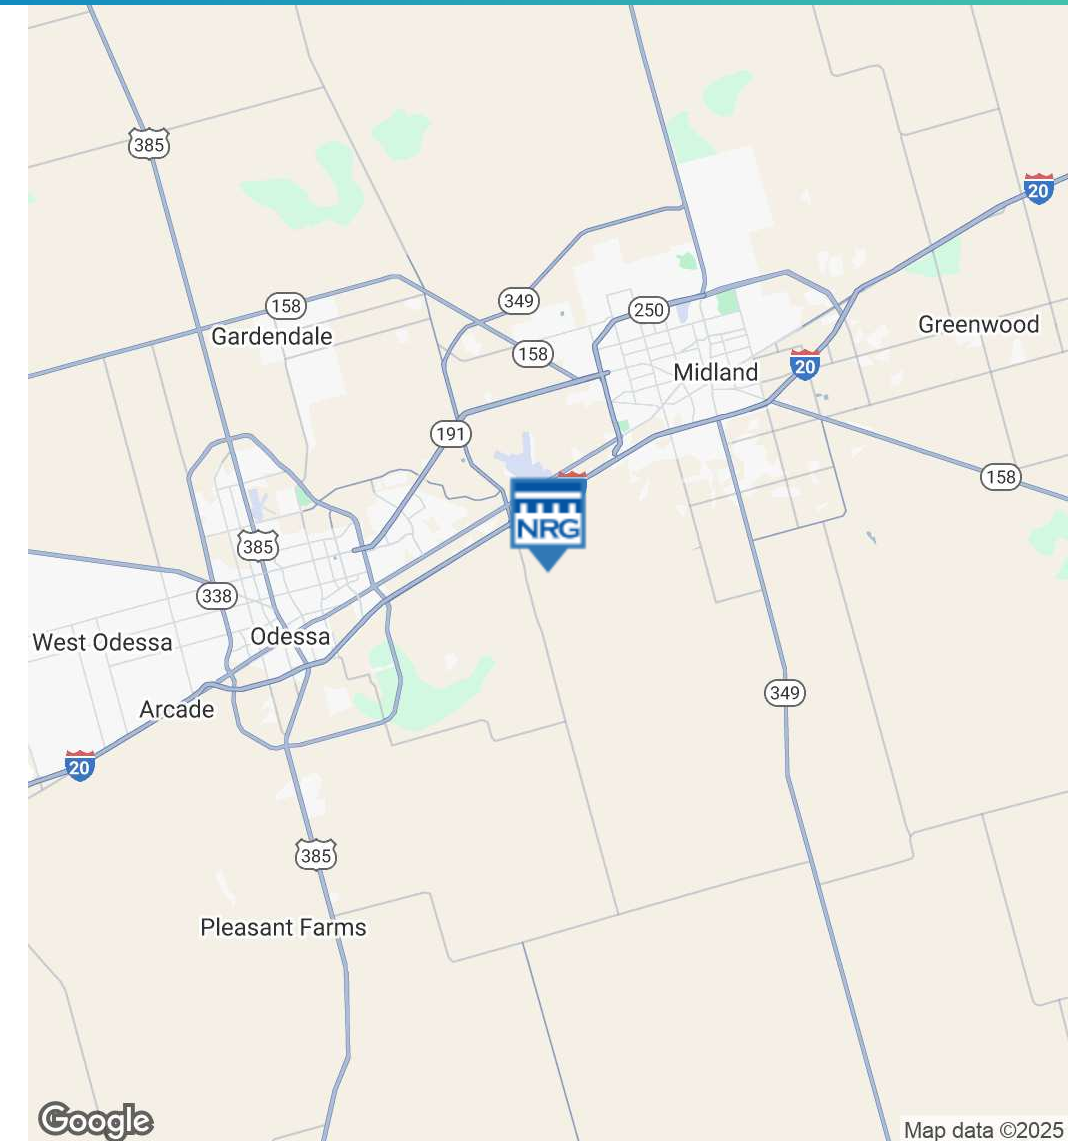 385
20
158
349
250
Gardendale
Greenwood
158
Midland
20
191
158
NRG
385
338
Odessa
West Odessa
349
Arcade
20
385
Pleasant Farms
Google
Map data ©2025